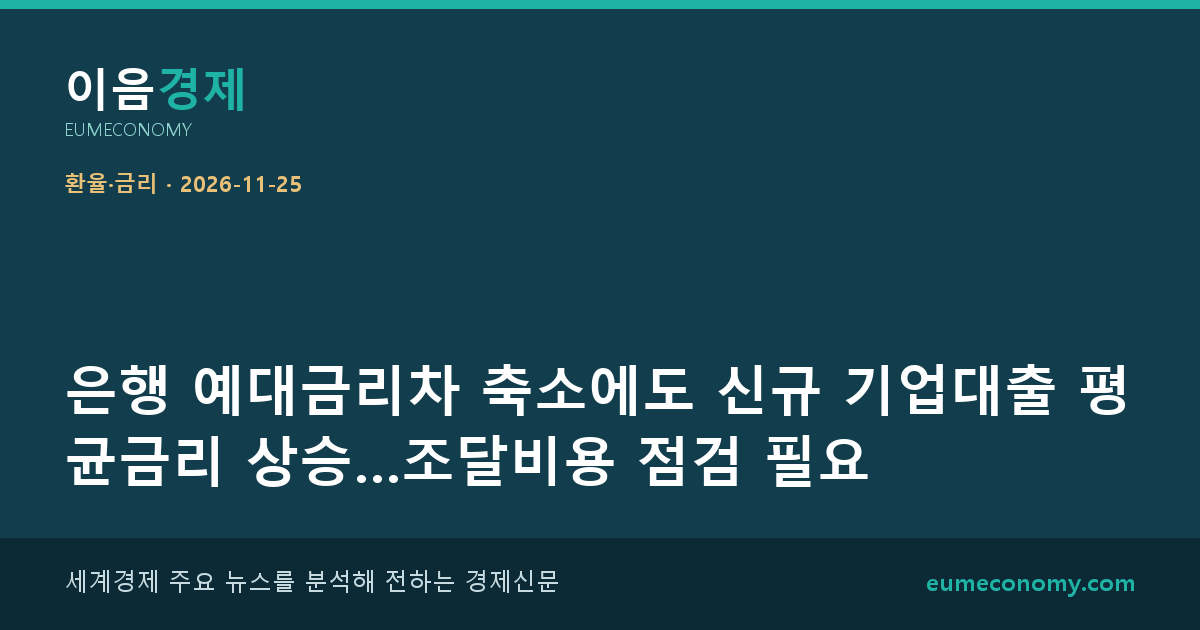 이음경제
EUMECONOMY
환율·금리 · 2026-11-25
은행 예대금리차 축소에도 신규 기업대출 평
균금리 상승…조달비용 점검 필요
세계경제 주요 뉴스를 분석해 전하는 경제신문
eumeconomy.com